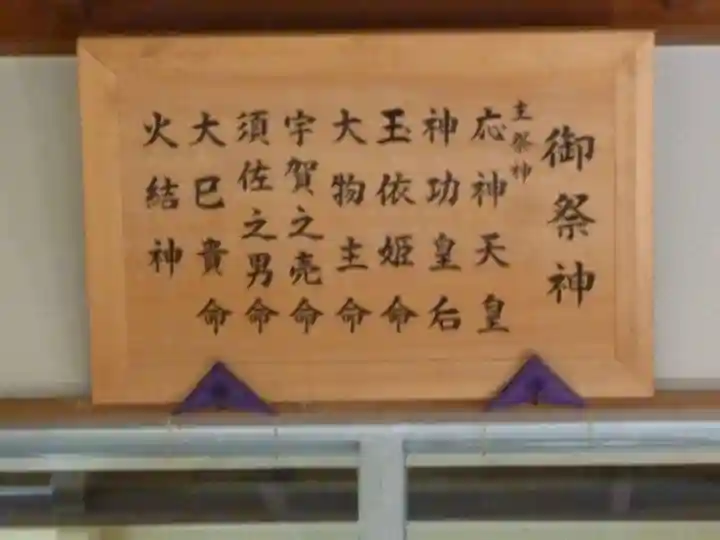 御祭神
主祭神
応神天皇
神功皇后
玉依姫命
大物主命
宇賀之売命
須佐之男命
大巳貴命
火結神